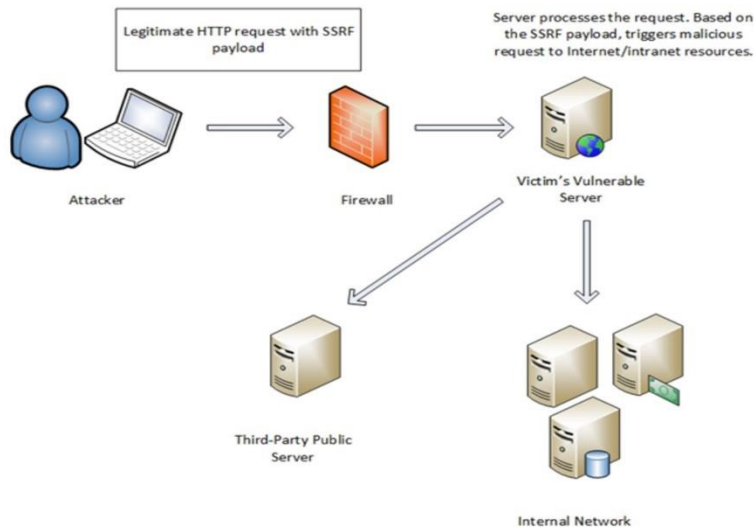 Legitimate HTTP request with SSRF
payload
Server processes the request. Based on
the SSRF payload, triggers malicious
request to Internet/intranet resources.
Attacker
Firewall
Victim's Vulnerable
Server
Third-Party Public
Server
Internal Network